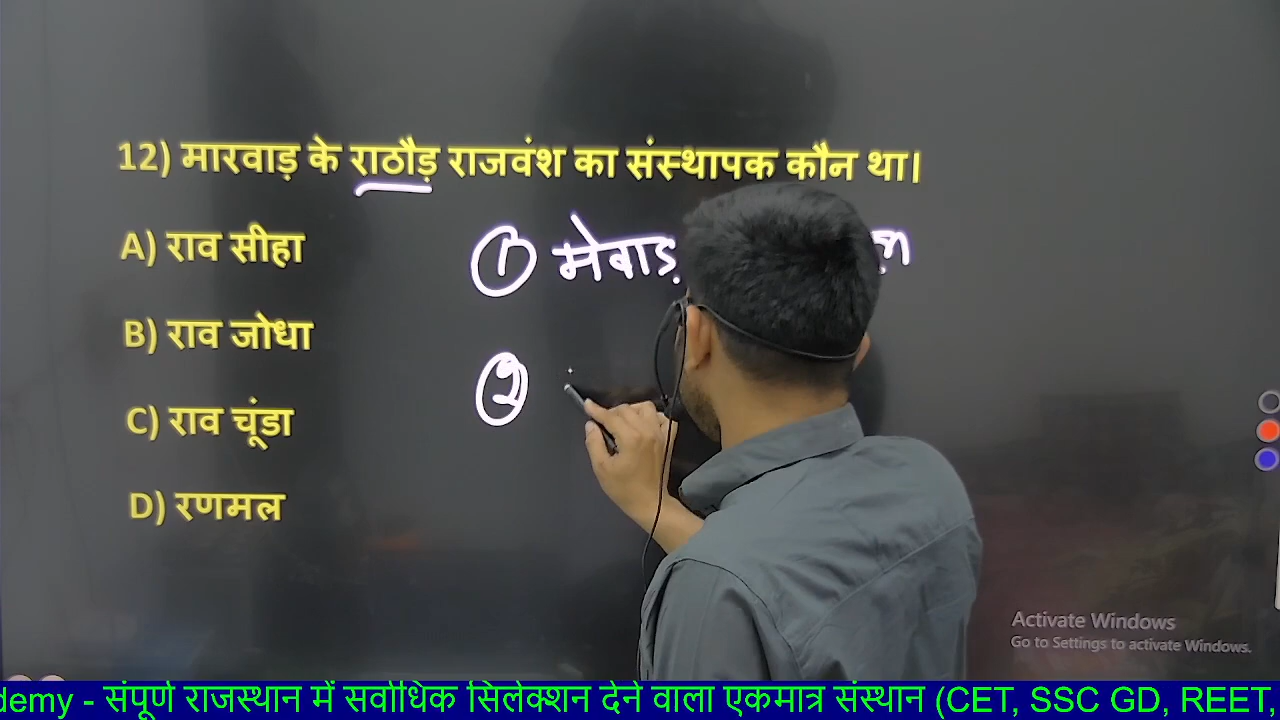 12) मारवाड़ के राठौड़ राजवंश का संस्थापक कौन था।
A) राव सीहा
B) राव जोधा
C) राव चूंडा
D) रणमल
① मेवाड़
②
Activate Windows
Go to Settings to activate Windows.
demy - संपूर्ण राजस्थान में सर्वाधिक सिलेक्शन देने वाला एकमात्र संस्थान (CET, SSC GD, REET,